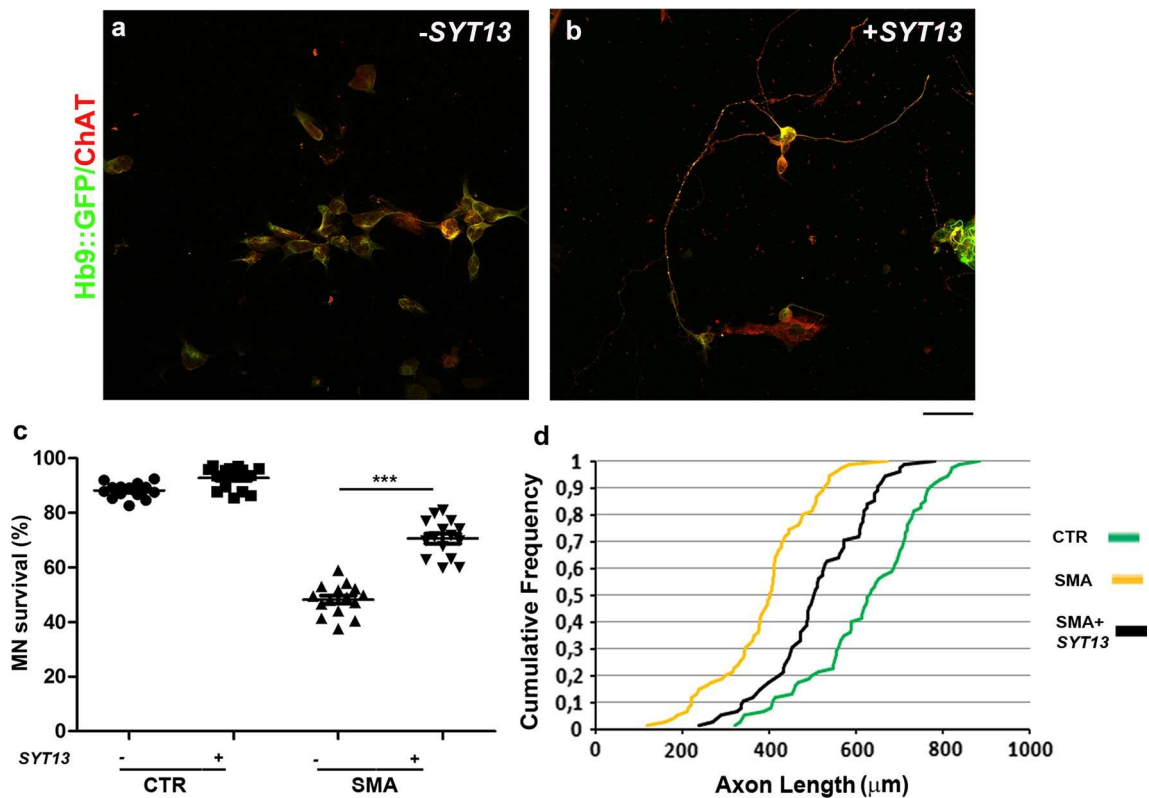 a
-SYT13
b
+SYT13
Hb9::GFP/ChAT
c
MN survival (%)
100
80
60
40
20
0
SYT13
- + - +
CTR SMA
***
d
Cumulative Frequency
1
0,9
0,8
0,7
0,6
0,5
0,4
0,3
0,2
0,1
0
0 200 400 600 800 1000
Axon Length (μm)
CTR
SMA
SMA+
SYT13